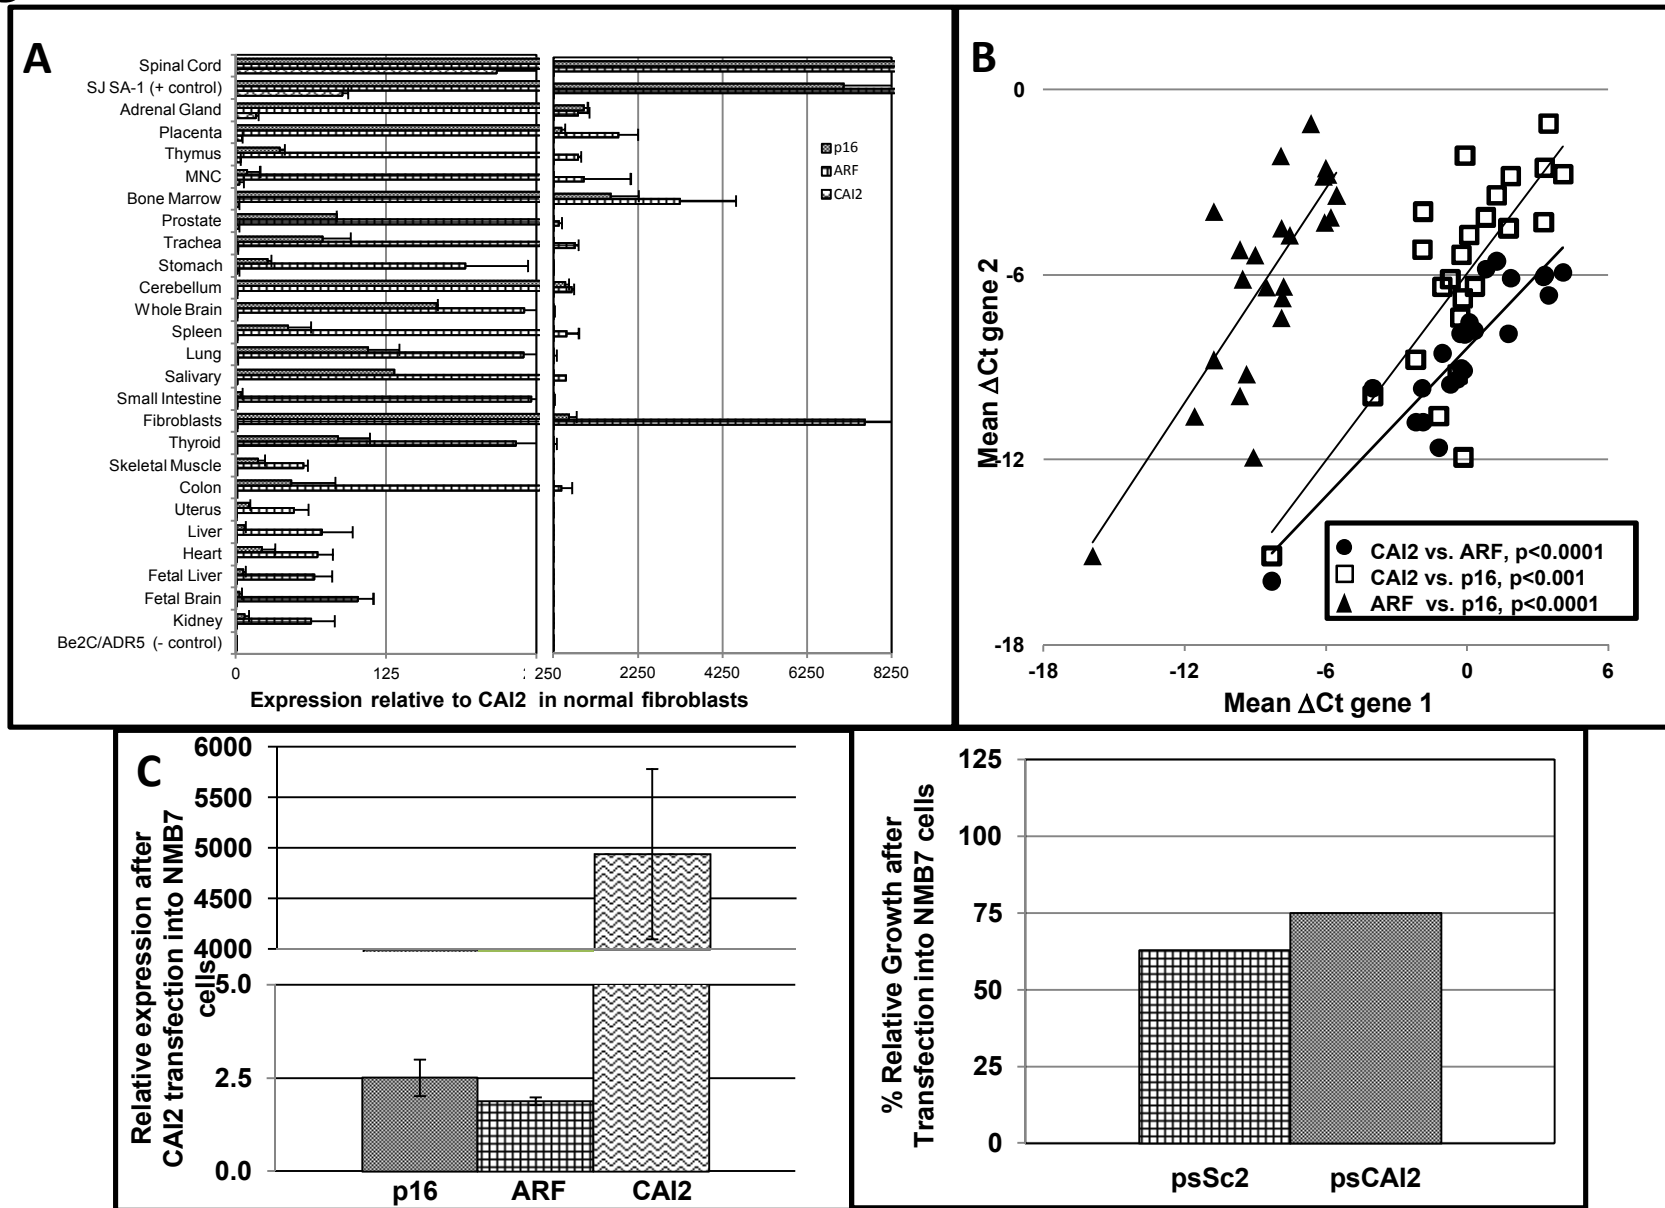 A
Spinal Cord
SJ SA-1 (+ control)
Adrenal Gland
Placenta
Thymus
MNC
Bone Marrow
Prostate
Trachea
Stomach
Cerebellum
Whole Brain
Spleen
Lung
Salivary
Small Intestine
Fibroblasts
Thyroid
Skeletal Muscle
Colon
Uterus
Liver
Heart
Fetal Liver
Fetal Brain
Kidney
Be2C/ADR5 (- control)
p16
ARF
CAI2
0 125 250 2250 4250 6250 8250
Expression relative to CAI2 in normal fibroblasts
B
0
-6
-12
-18
Mean ΔCt gene 2
CAI2 vs. ARF, p<0.0001
CAI2 vs. p16, p<0.001
ARF vs. p16, p<0.0001
-18 -12 -6 0 6
Mean ΔCt gene 1
C
Relative expression after
CAI2 transfection into NMB7
cells
6000
5500
5000
4500
4000
5.0
2.5
0.0
p16 ARF CAI2
% Relative Growth after
Transfection into NMB7 cells
125
100
75
50
25
0
psSc2 psCAI2